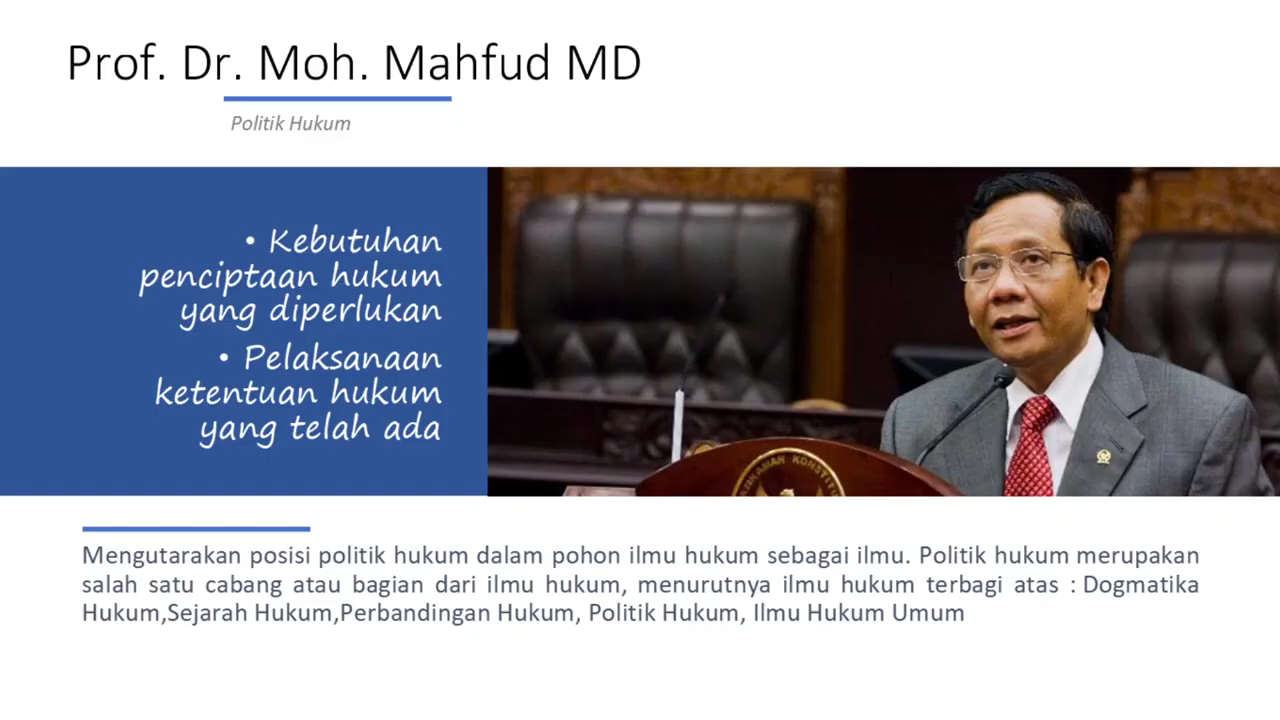 Prof. Dr. Moh. Mahfud MD
Politik Hukum
• Kebutuhan
penciptaan hukum
yang diperlukan
• Pelaksanaan
ketentuan hukum
yang telah ada
Mengutarakan posisi politik hukum dalam pohon ilmu hukum sebagai ilmu. Politik hukum merupakan
salah satu cabang atau bagian dari ilmu hukum, menurutnya ilmu hukum terbagi atas : Dogmatika
Hukum,Sejarah Hukum,Perbandingan Hukum, Politik Hukum, Ilmu Hukum Umum